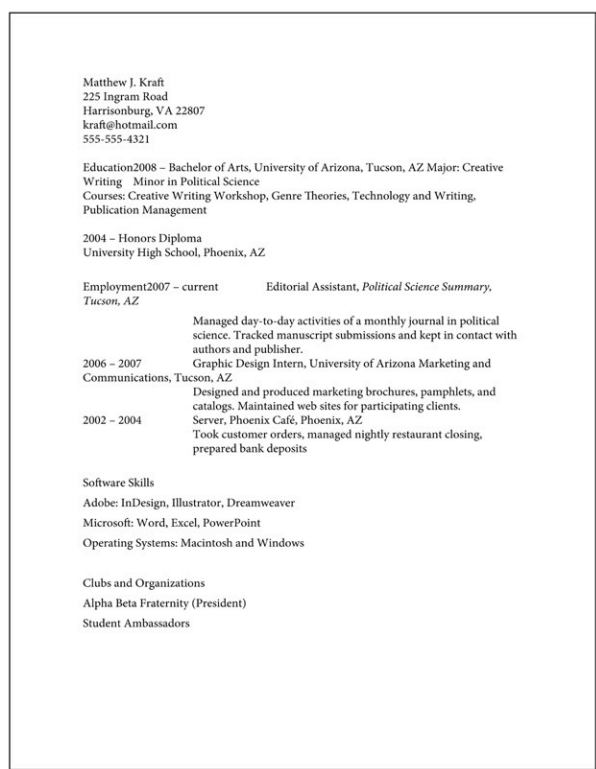 Matthew J. Kraft
225 Ingram Road
Harrisonburg, VA 22807
kraft@hotmail.com
555-555-4321
Education2008 – Bachelor of Arts, University of Arizona, Tucson, AZ Major: Creative
Writing Minor in Political Science
Courses: Creative Writing Workshop, Genre Theories, Technology and Writing,
Publication Management
2004 – Honors Diploma
University High School, Phoenix, AZ
Employment2007 – current Editorial Assistant, Political Science Summary,
Tucson, AZ
Managed day-to-day activities of a monthly journal in political
science. Tracked manuscript submissions and kept in contact with
authors and publisher.
2006 – 2007 Graphic Design Intern, University of Arizona Marketing and
Communications, Tucson, AZ
Designed and produced marketing brochures, pamphlets, and
catalogs. Maintained web sites for participating clients.
2002 – 2004 Server, Phoenix Café, Phoenix, AZ
Took customer orders, managed nightly restaurant closing,
prepared bank deposits
Software Skills
Adobe: InDesign, Illustrator, Dreamweaver
Microsoft: Word, Excel, PowerPoint
Operating Systems: Macintosh and Windows
Clubs and Organizations
Alpha Beta Fraternity (President)
Student Ambassadors